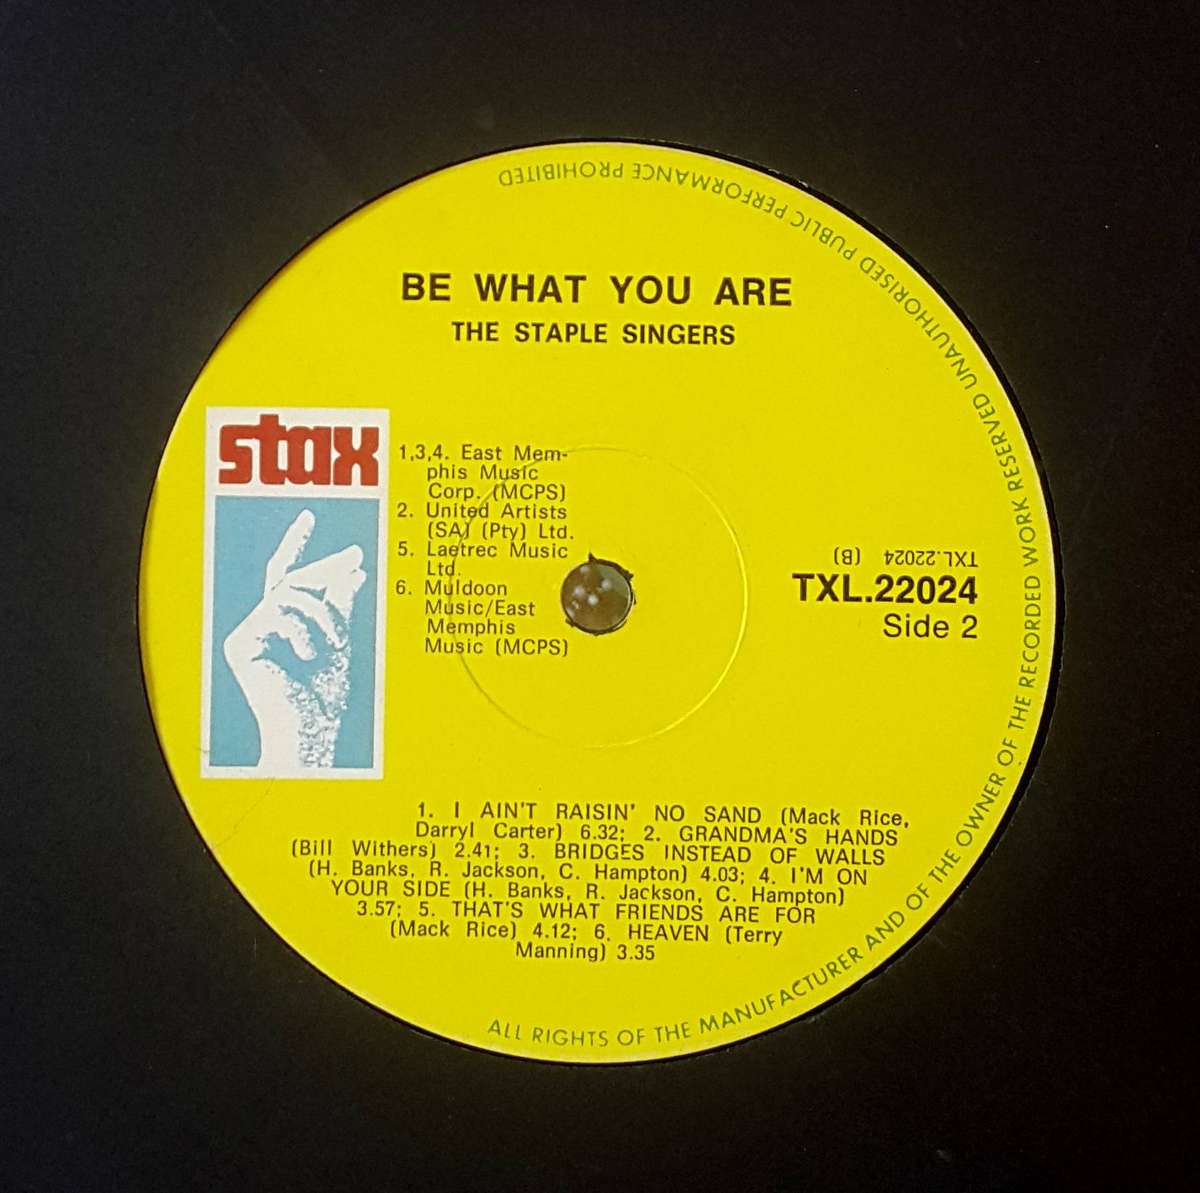 BE WHAT YOU ARE
THE STAPLE SINGERS
stax
1,3,4. East Mem-
phis Music
Corp. (MCPS)
2. United Artists
(SA) (Pty) Ltd.
5. Laetrec Music
Ltd.
6. Muldoon
Music/East
Memphis
Music (MCPS)
TXL.22024 (B)
TXL.22024
Side 2
1. I AIN'T RAISIN' NO SAND (Mack Rice,
Darryl Carter) 6.32; 2. GRANDMA'S HANDS
(Bill Withers) 2.41; 3. BRIDGES INSTEAD OF WALLS
(H. Banks, R. Jackson, C. Hampton) 4.03; 4. I'M ON
YOUR SIDE (H. Banks, R. Jackson, C. Hampton)
3.57; 5. THAT'S WHAT FRIENDS ARE FOR
(Mack Rice) 4.12; 6. HEAVEN (Terry
Manning) 3.35
ALL RIGHTS OF THE MANUFACTURER AND OF THE OWNER OF THE RECORDED WORK RESERVED UNAUTHORISED PUBLIC PERFORMANCE PROHIBITED